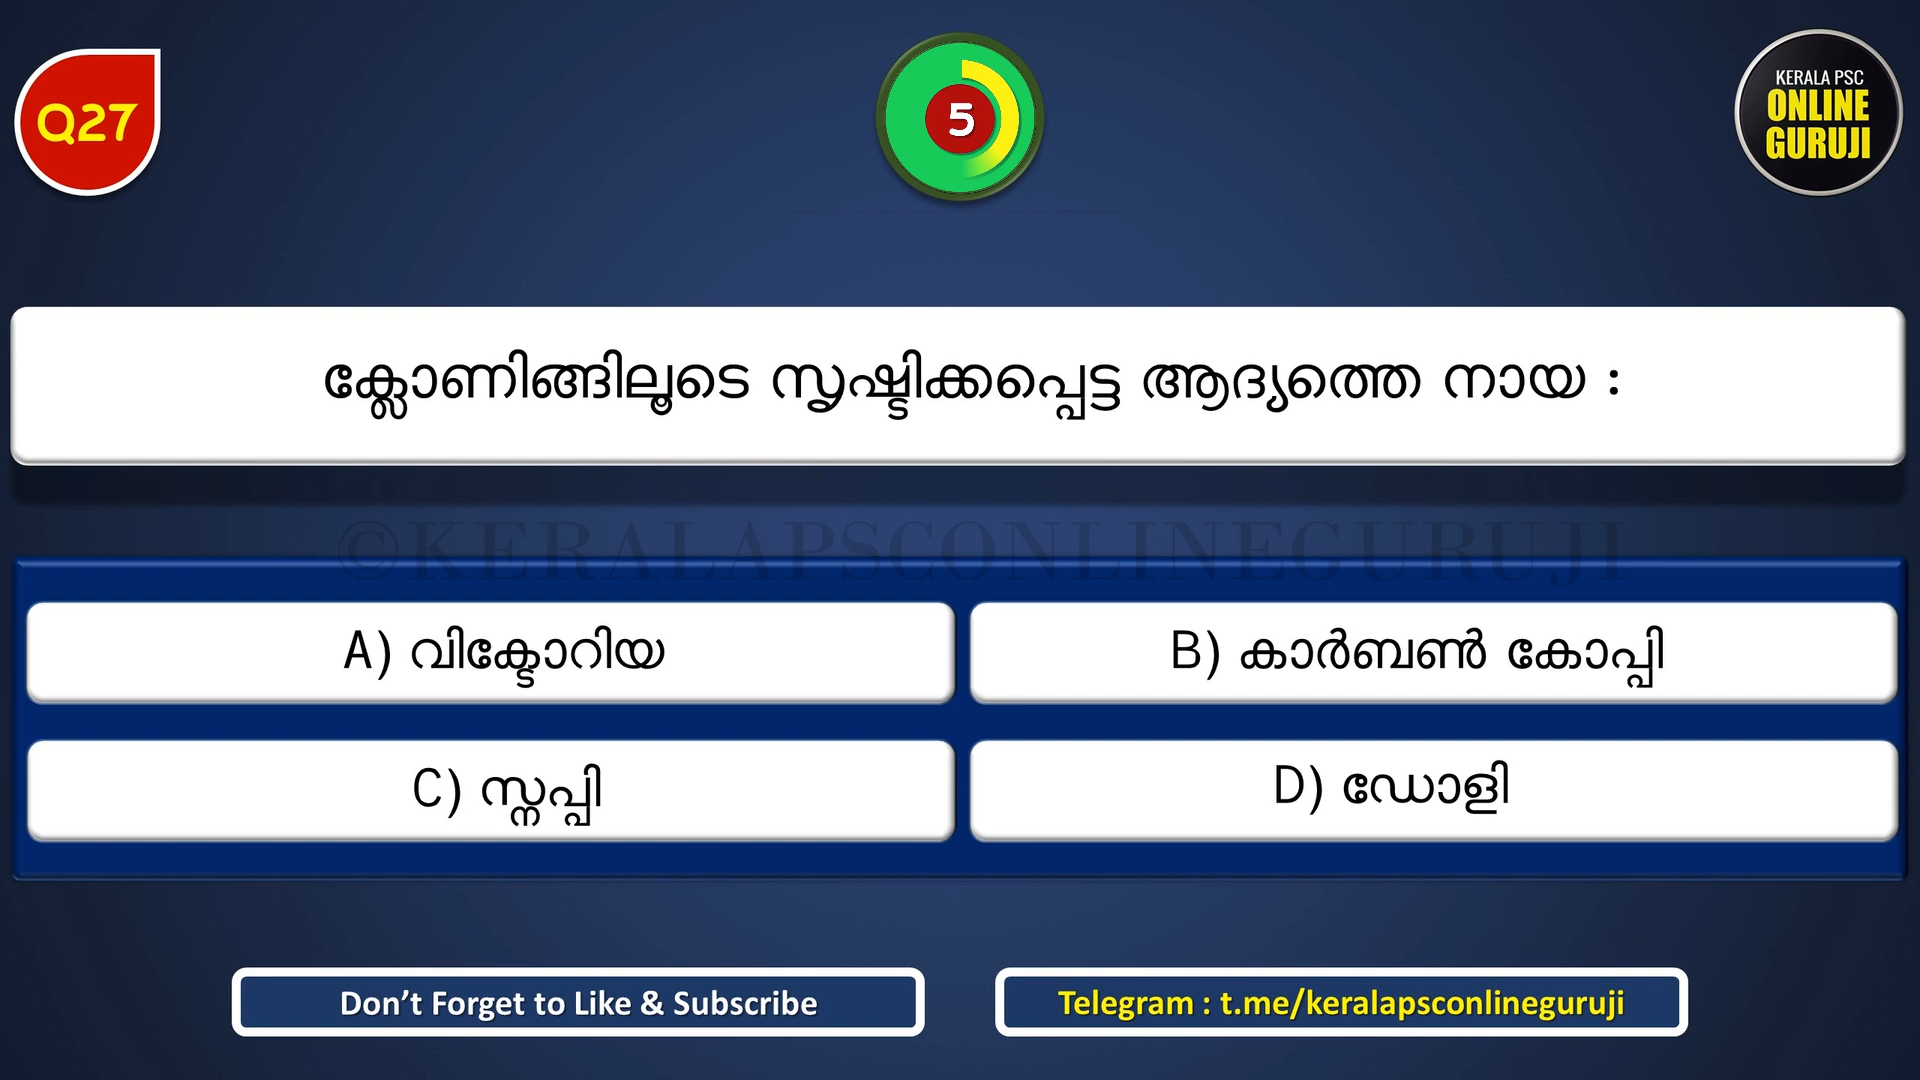 Q27
5
KERALA PSC
ONLINE
GURUJI
ക്ലോണിങ്ങിലൂടെ സൃഷ്ടിക്കപ്പെട്ട ആദ്യത്തെ നായ :
©KERALAPSCONLINEGURUJI
A) വിക്ടോറിയ
B) കാർബൺ കോപ്പി
C) സ്നപ്പി
D) ഡോളി
Don’t Forget to Like & Subscribe
Telegram : t.me/keralapsconlineguruji